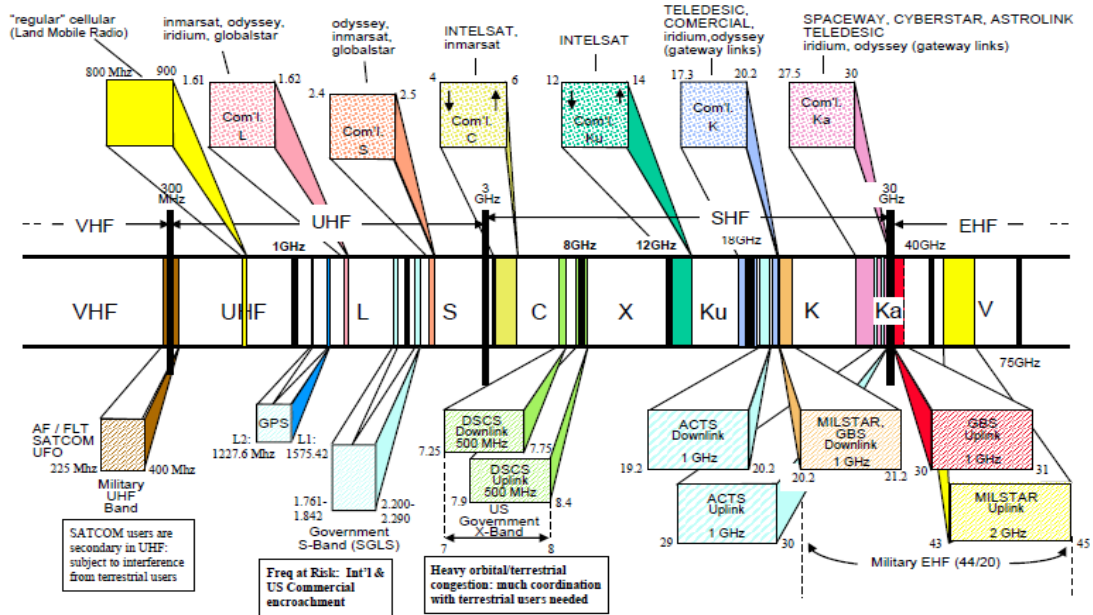 "regular" cellular
(Land Mobile Radio)
inmarsat, odyssey,
iridium, globalstar
odyssey,
inmarsat,
globalstar
INTELSAT,
inmarsat
INTELSAT
TELEDESIC,
COMERCIAL,
iridium,odyssey
(gateway links)
SPACEWAY, CYBERSTAR, ASTROLINK
TELEDESIC
iridium, odyssey (gateway links)
800 Mhz
900
1.61
1.62
2.4
2.5
4
6
12
14
17.3
20.2
27.5
30
Com'l.
L
Com'l.
S
Com'l.
C
Com'l.
Ku
Com'l.
K
Com'l.
Ka
300
MHz
3
GHz
30
GHz
VHF
UHF
SHF
EHF
1GHz
8GHz
12GHz
18GHz
40GHz
VHF
UHF
L
S
C
X
Ku
K
Ka
V
75GHz
AF / FLT
SATCOM
UFO
225 Mhz
400 Mhz
Military
UHF
Band
GPS
L2:
1227.6 Mhz
L1:
1575.42
1.761-
1.842
2.200-
2.290
Government
S-Band (SGLS)
DSCS
Downlink
500 MHz
7.25
7.75
DSCS
Uplink
500 MHz
7.9
8.4
US
Government
X-Band
7
8
ACTS
Downlink
1 GHz
19.2
20.2
ACTS
Uplink
1 GHz
29
30
MILSTAR,
GBS
Downlink
1 GHz
20.2
21.2
GBS
Uplink
1 GHz
30
31
MILSTAR
Uplink
2 GHz
43
45
Military EHF (44/20)
SATCOM users are
secondary in UHF:
subject to interference
from terrestrial users
Freq at Risk: Int'l &
US Commercial
encroachment
Heavy orbital/terrestrial
congestion: much coordination
with terrestrial users needed